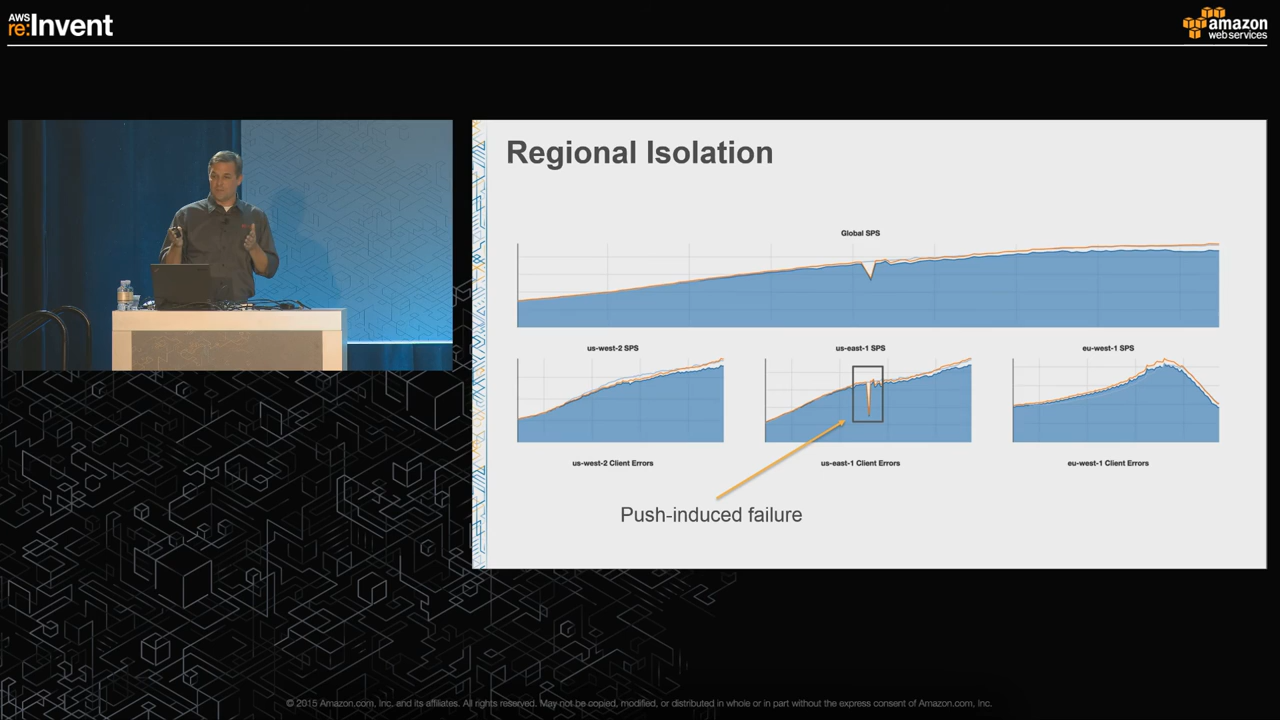 AWS
re:Invent
amazon
webservices
Regional Isolation
Global SPS
us-west-2 SPS
us-east-1 SPS
eu-west-1 SPS
us-west-2 Client Errors
us-east-1 Client Errors
eu-west-1 Client Errors
Push-induced failure
© 2015 Amazon.com, Inc. and its affiliates. All rights reserved. May not be copied, modified, or distributed in whole or in part without the express consent of Amazon.com, Inc.